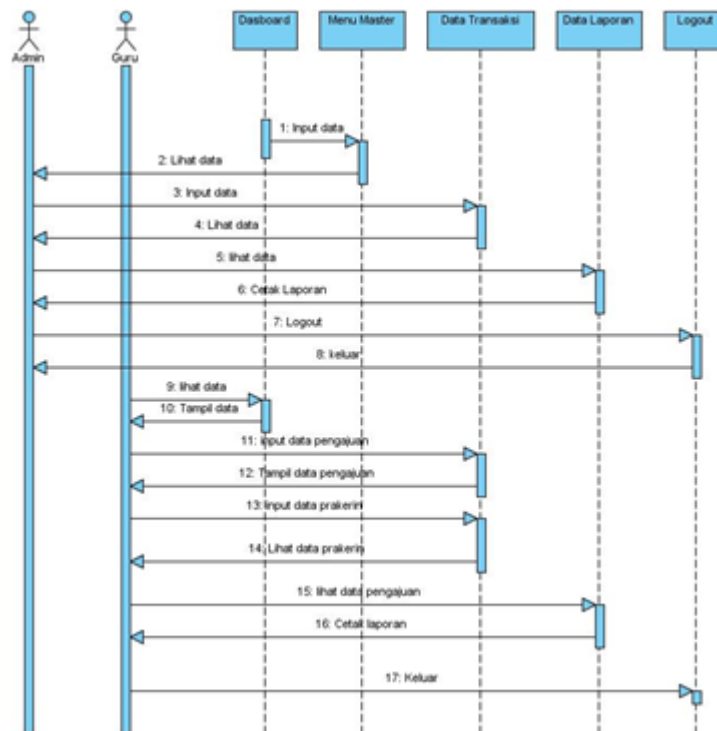 Dasboard
Menu Master
Data Transaksi
Data Laporan
Logout
Admin
Guru
1: Input data
2: Lihat data
3: Input data
4: Lihat data
5: lihat data
6: Cetak Laporan
7: Logout
8: keluar
9: lihat data
10: Tampil data
11: input data pengajuan
12: Tampil data pengajuan
13: input data prakerin
14: Lihat data prakerin
15: lihat data pengajuan
16: Cetak laporan
17: Keluar